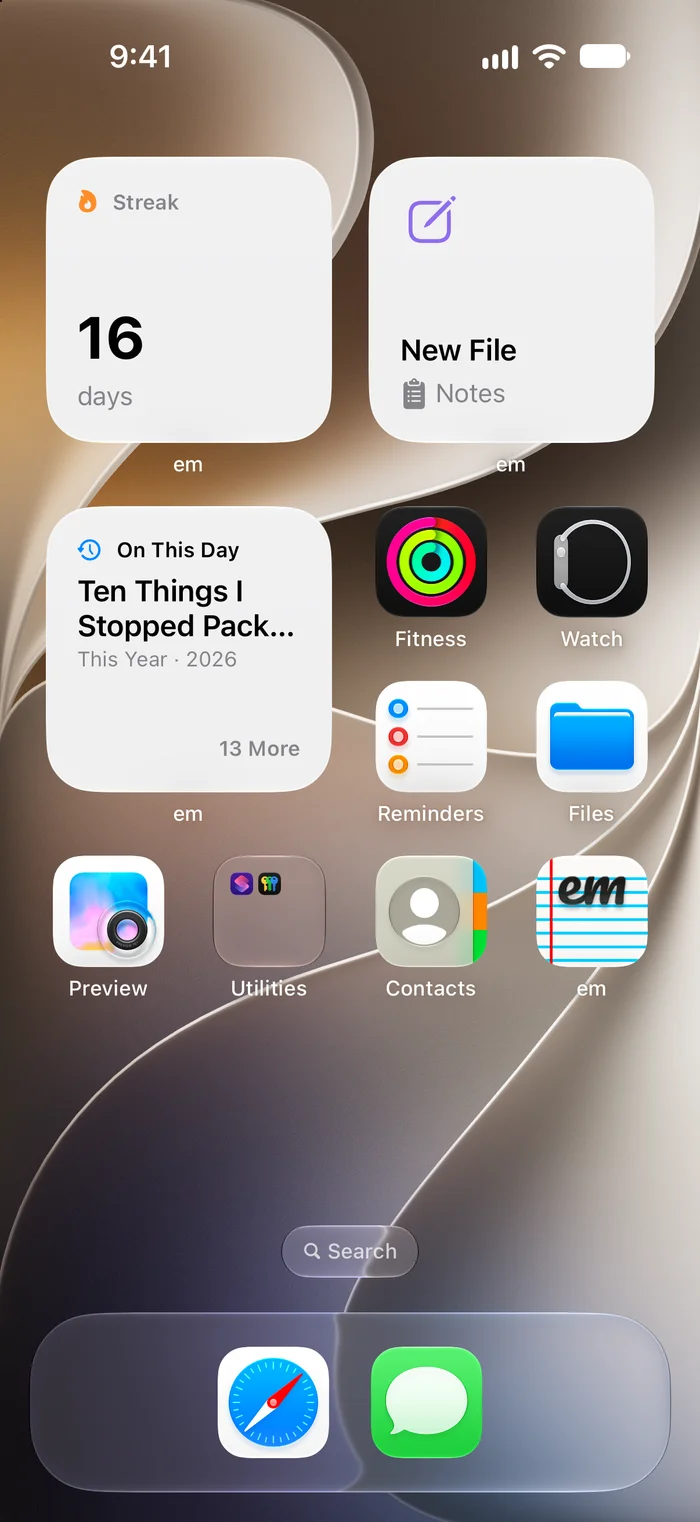 9:41
Streak
16
days
em
New File
Notes
em
On This Day
Ten Things I
Stopped Pack...
This Year · 2026
13 More
em
Fitness
Watch
Reminders
Files
Preview
Utilities
Contacts
em
em
Search